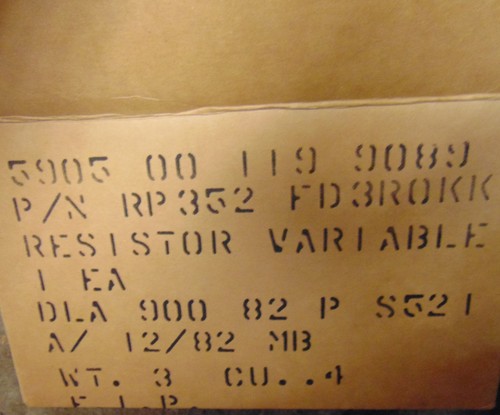 5905 00 119 9089
P/N RP352 FD3R0KK
RESISTOR VARIABLE
1 EA
DLA 900 82 P S521
A/ 12/82 MB
WT. 3 CU..4